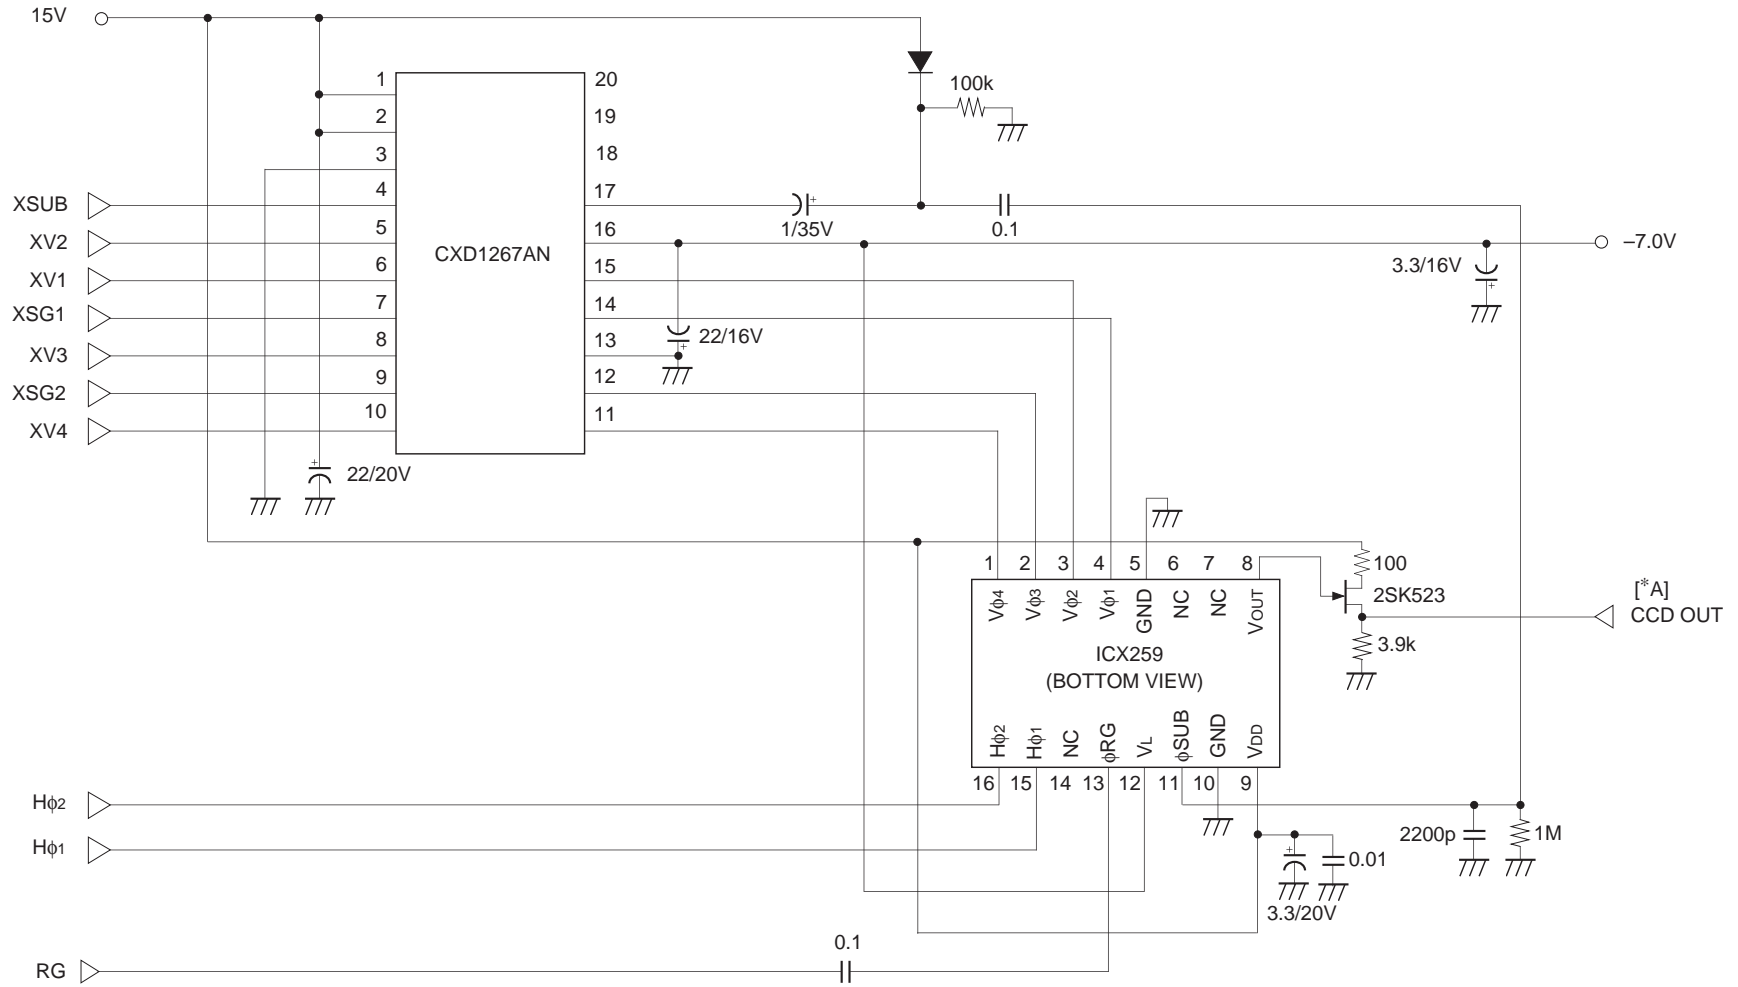 15V
100k
1
2
3
4
5
6
7
8
9
10
20
19
18
17
16
15
14
13
12
11
CXD1267AN
XSUB
XV2
XV1
XSG1
XV3
XSG2
XV4
+
1/35V
0.1
–7.0V
3.3/16V
+
22/16V
+
+
22/20V
1 2 3 4 5 6 7 8
Vϕ4 Vϕ3 Vϕ2 Vϕ1 GND NC NC VOUT
ICX259
(BOTTOM VIEW)
Hϕ2 Hϕ1 NC ϕRG VL ϕSUB GND VDD
16 15 14 13 12 11 10 9
100
2SK523
3.9k
[*A]
CCD OUT
Hϕ2
Hϕ1
2200p
1M
+
0.01
3.3/20V
0.1
RG